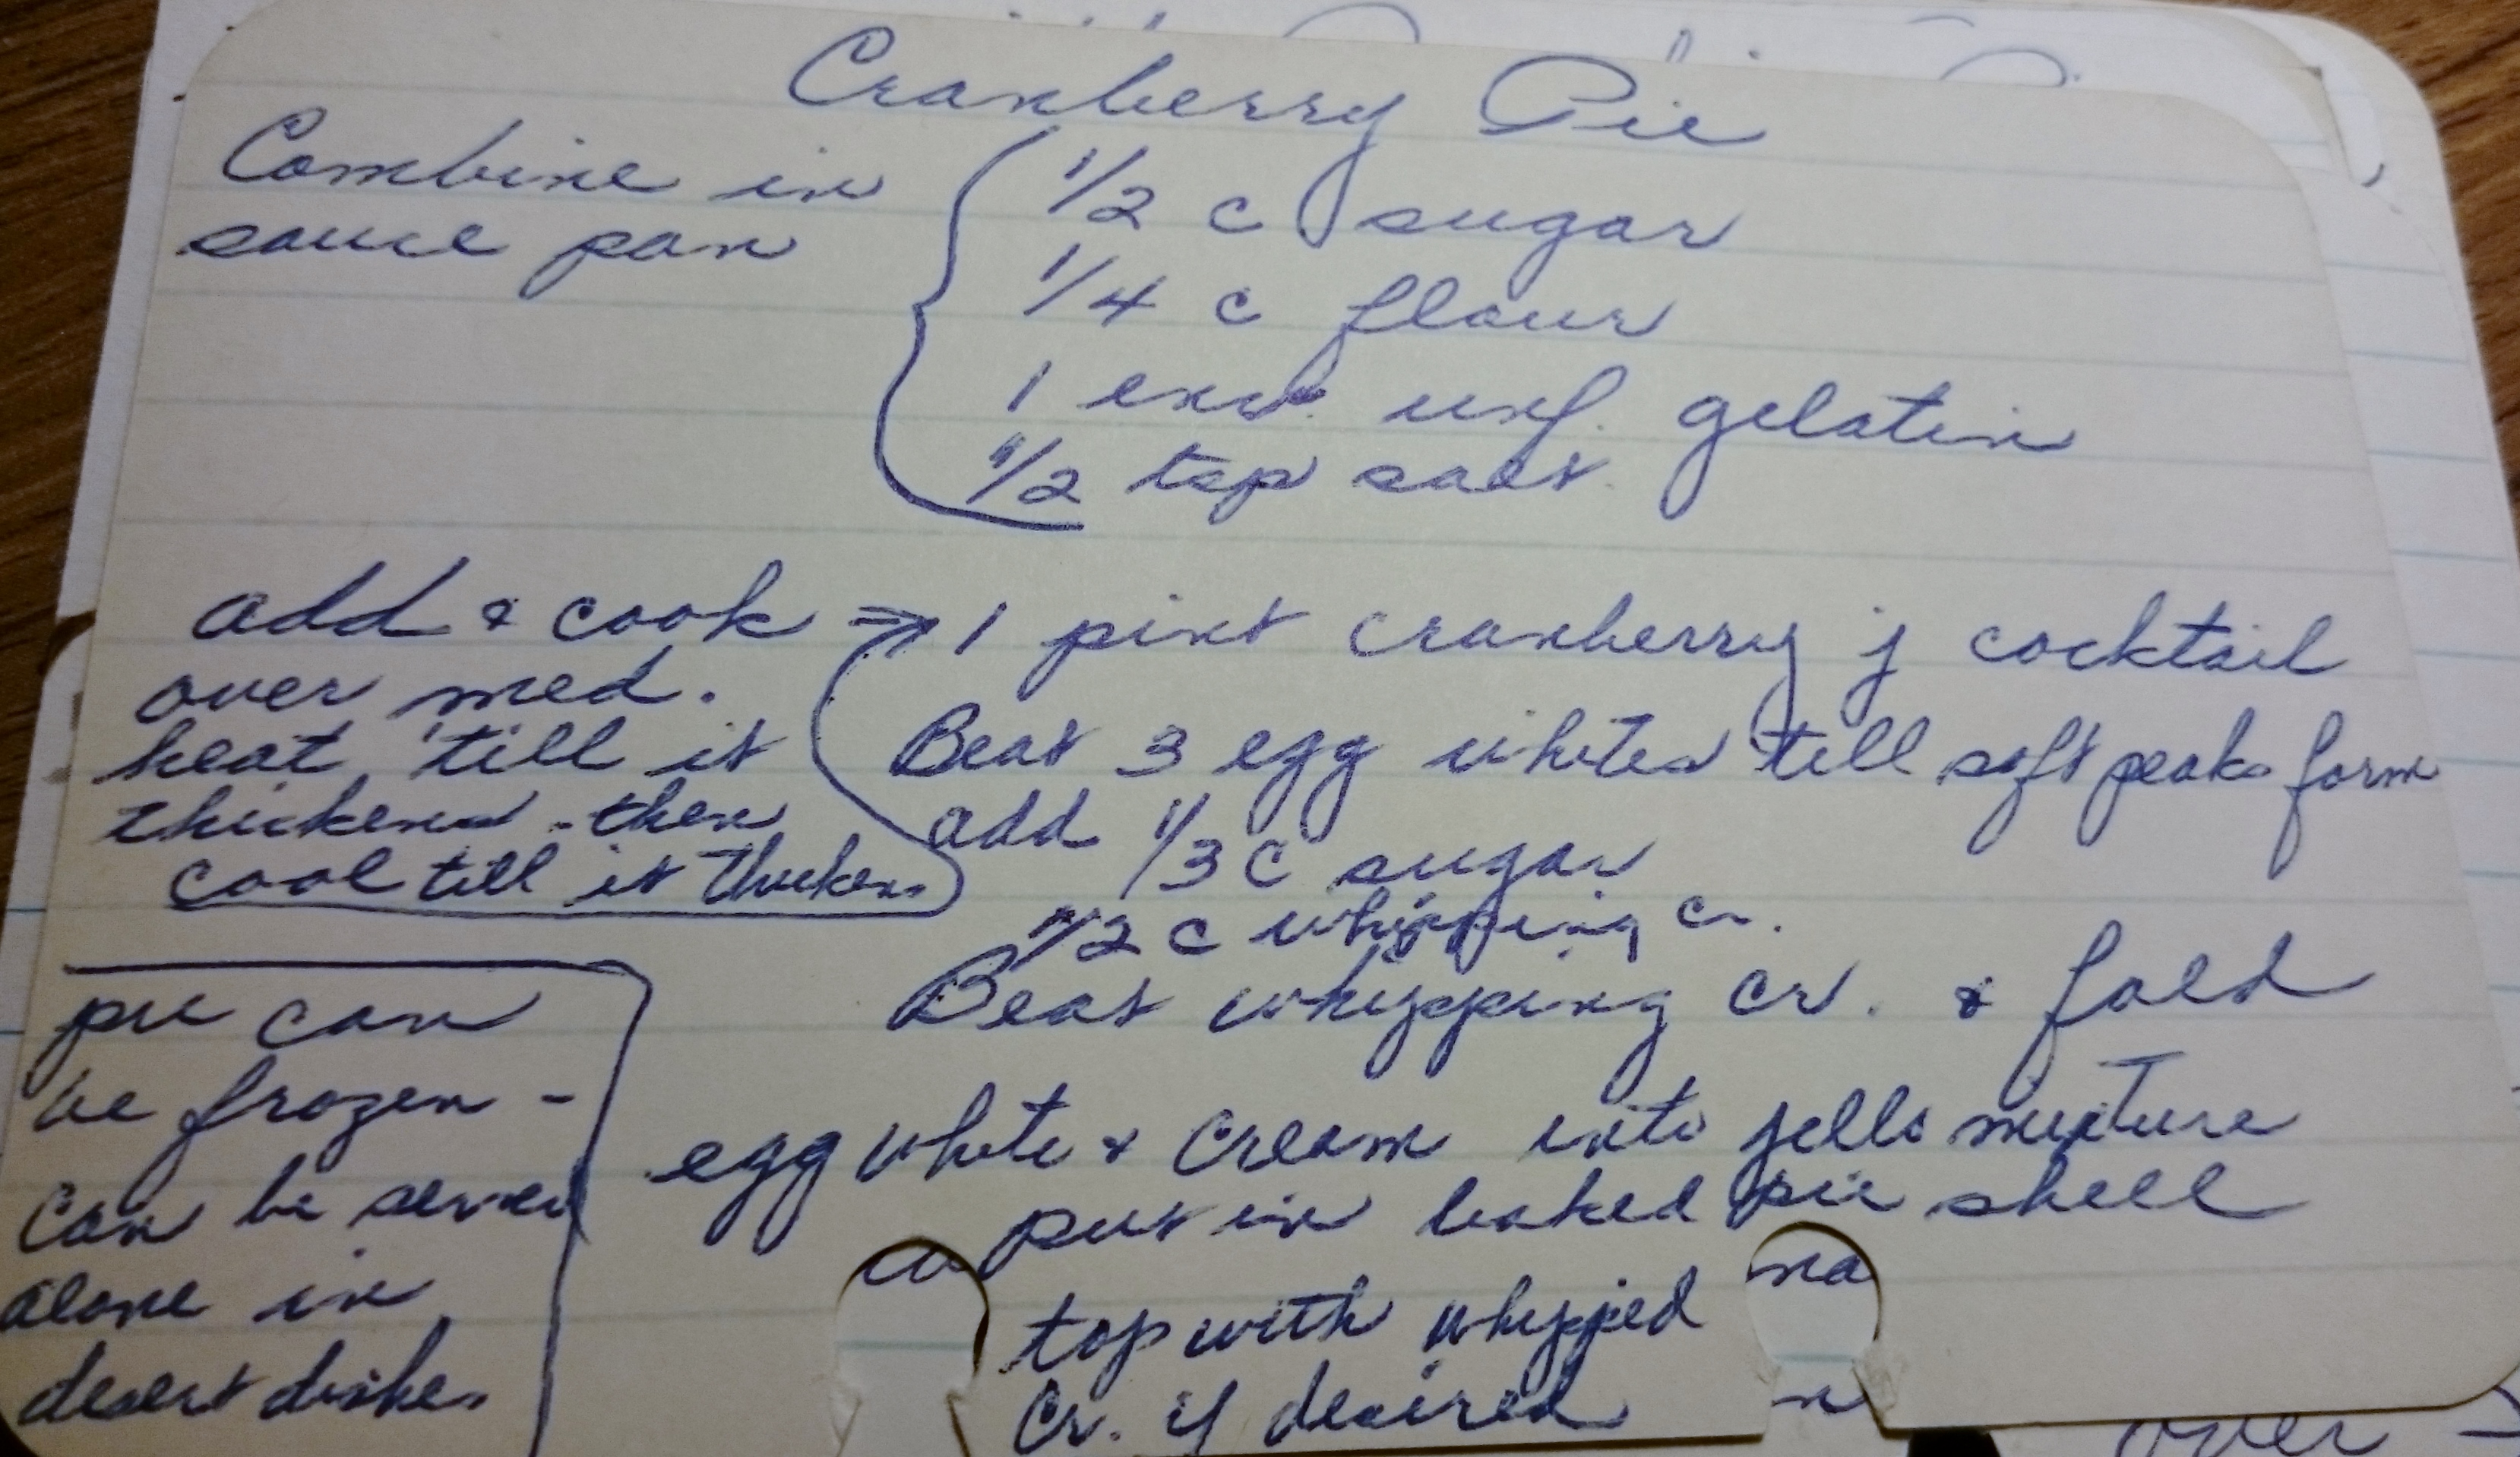 Cranberry Pie
Combine in
sauce pan
1/2 c sugar
1/4 c flour
1 env. unf. gelatin
1/2 tsp salt
add & cook
over med.
heat 'till it
thickens - then
cool till it thickens
1 pint cranberry j cocktail
Beat 3 egg whites till soft peaks form
add 1/3 c sugar
1/2 c whipping cr.
Beat whipping cr. & fold
egg white & cream into jello mixture
put in baked pie shell
top with whipped
cr. if desired
pie can
be frozen -
can be served
alone in
desert dishes
over